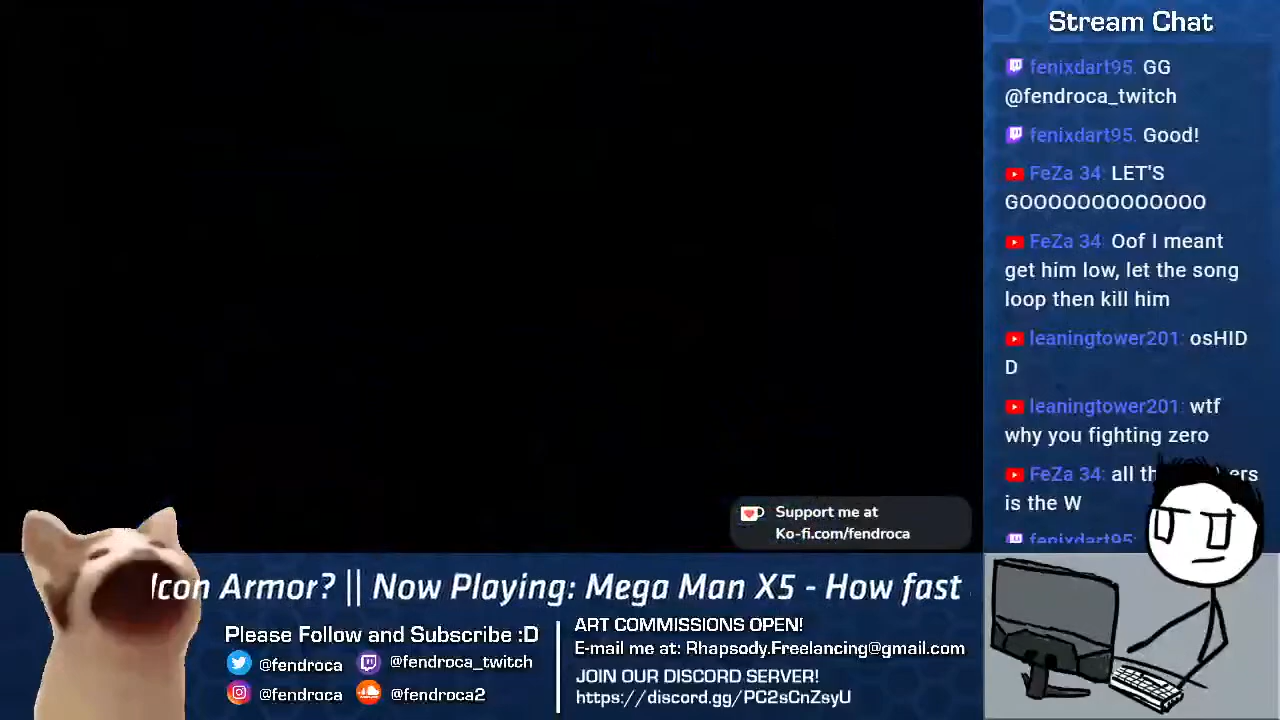 Stream Chat
fenixdart95: GG
@fendroca_twitch
fenixdart95: Good!
FeZa 34: LET'S
GOOOOOOOOOOOOO
FeZa 34: Oof I meant
get him low, let the song
loop then kill him
leaningtower201: osHID
D
leaningtower201: wtf
why you fighting zero
FeZa 34: all
is the W
fenixdart95:
Support me at
Ko-fi.com/fendroca
Icon Armor? || Now Playing: Mega Man X5 - How fast
Please Follow and Subscribe :D
@fendroca @fendroca_twitch
@fendroca @fendroca2
ART COMMISSIONS OPEN!
E-mail me at: Rhapsody.Freelancing@gmail.com
JOIN OUR DISCORD SERVER!
https://discord.gg/PC2sCnZsyU